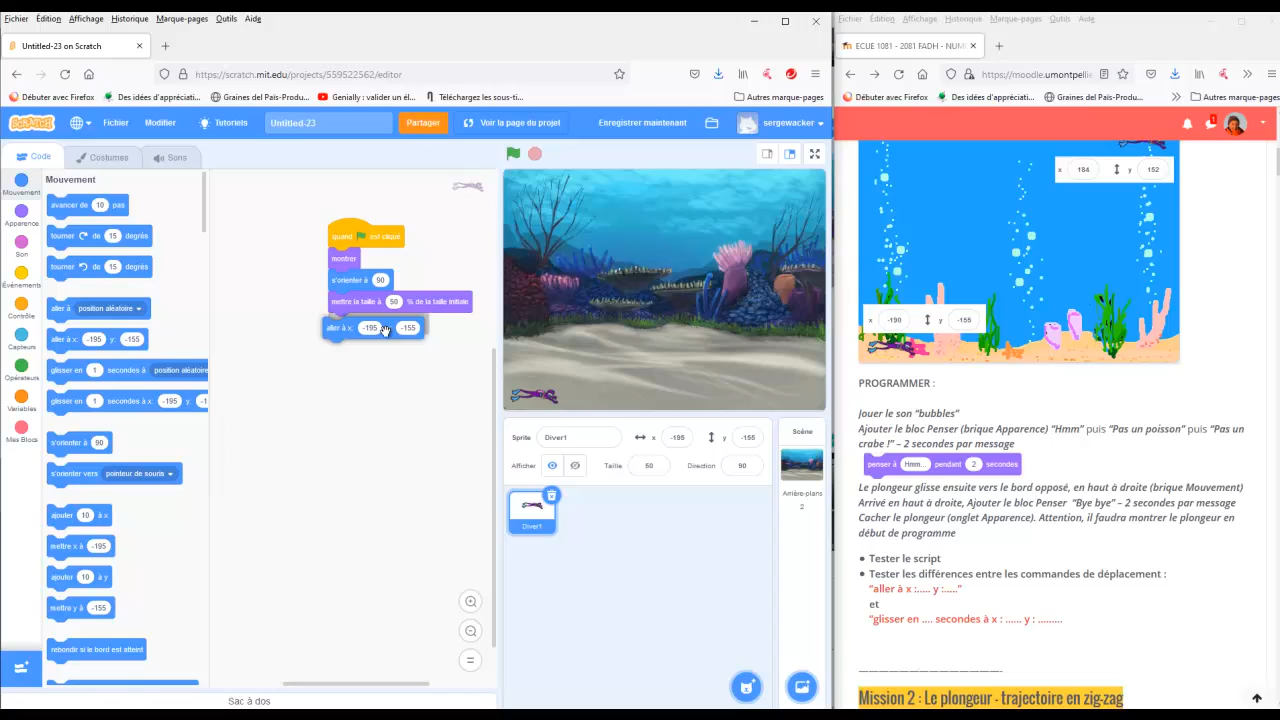 Fichier Édition Affichage Historique Marque-pages Outils Aide
Untitled-23 on Scratch
https://scratch.mit.edu/projects/559522562/editor
Débuter avec Firefox Des idées d'appréciati... Graines del Païs-Produ... Genially : valider un él... Téléchargez les sous-ti... Autres marque-pages
SCRATCH Fichier Modifier Tutoriels Untitled-23 Partager Voir la page du projet Enregistrer maintenant sergewacker
Code Costumes Sons
Mouvement
Apparence
Son
Événements
Contrôle
Capteurs
Opérateurs
Variables
Mes Blocs
Mouvement
avancer de 10 pas
tourner de 15 degrés
tourner de 15 degrés
aller à position aléatoire
aller à x: -195 y: -155
glisser en 1 secondes à position aléatoire
glisser en 1 secondes à x: -195 y: -1
s'orienter à 90
s'orienter vers pointeur de souris
ajouter 10 à x
mettre x à -195
ajouter 10 à y
mettre y à -155
rebondir si le bord est atteint
quand est cliqué
montrer
s'orienter à 90
mettre la taille à 50 % de la taille initiale
aller à x: -195 -155
Sac à dos
Sprite Diver1 x -195 y -155
Afficher Taille 50 Direction 90
Diver1
Scène
Arrière-plans
2
Fichier Édition Affichage Historique Marque-pages Outils Aide
ECUE 1081 - 2081 FADH - NUM
https://moodle.umontpellie
Débuter avec Firefox Des idées d'appréciati... Graines del Païs-Produ... Autres marque-pages
1
x 184 y 152
x -190 y -155
PROGRAMMER :
Jouer le son “bubbles”
Ajouter le bloc Penser (brique Apparence) “Hmm” puis “Pas un poisson” puis “Pas un
crabe !” – 2 secondes par message
penser à Hmm... pendant 2 secondes
Le plongeur glisse ensuite vers le bord opposé, en haut à droite (brique Mouvement)
Arrivé en haut à droite, Ajouter le bloc Penser “Bye bye” – 2 secondes par message
Cacher le plongeur (onglet Apparence). Attention, il faudra montrer le plongeur en
début de programme
Tester le script
Tester les différences entre les commandes de déplacement :
“aller à x :..... y :.....”
et
“glisser en .... secondes à x : ...... y : .........
————————————————-
Mission 2 : Le plongeur - trajectoire en zig-zag